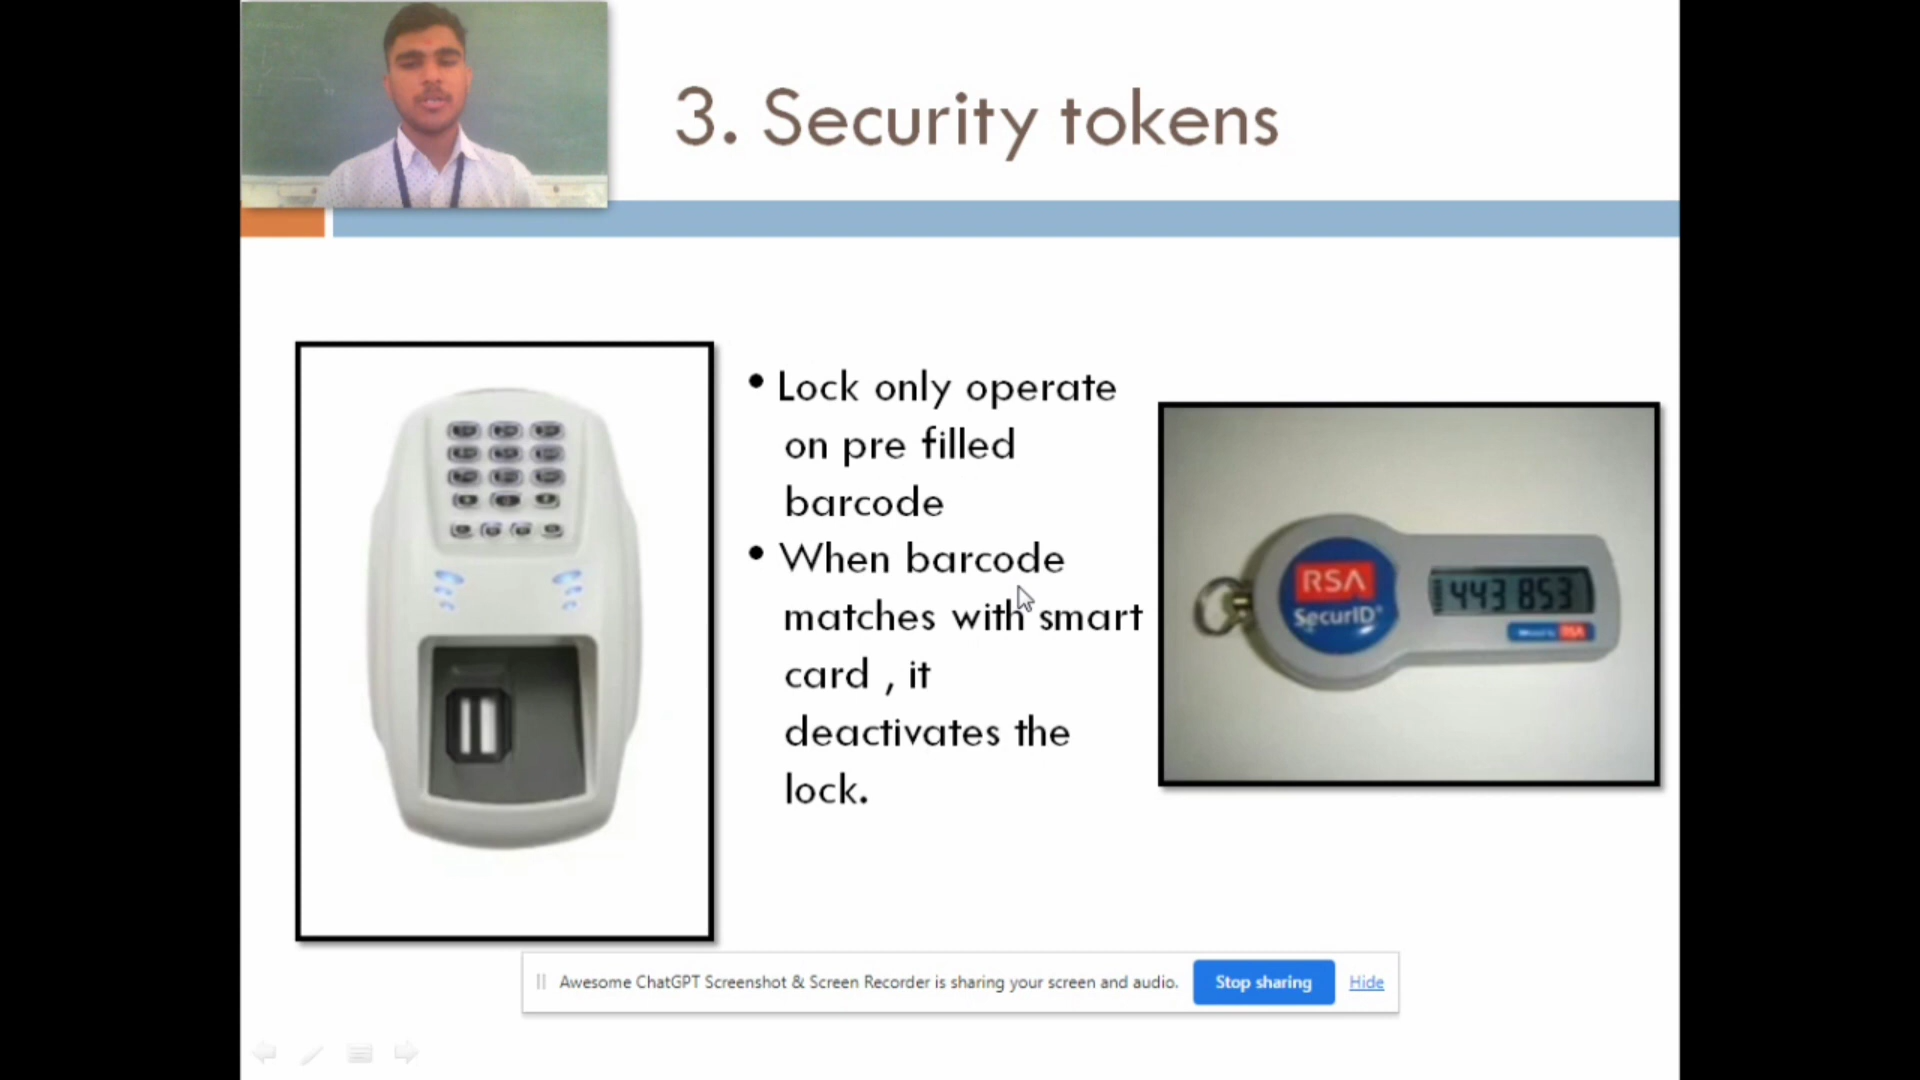 3. Security tokens
• Lock only operate
on pre filled
barcode
• When barcode
matches with smart
card , it
deactivates the
lock.
RSA
SecurID®
443 853
RSA
Awesome ChatGPT Screenshot & Screen Recorder is sharing your screen and audio.
Stop sharing
Hide